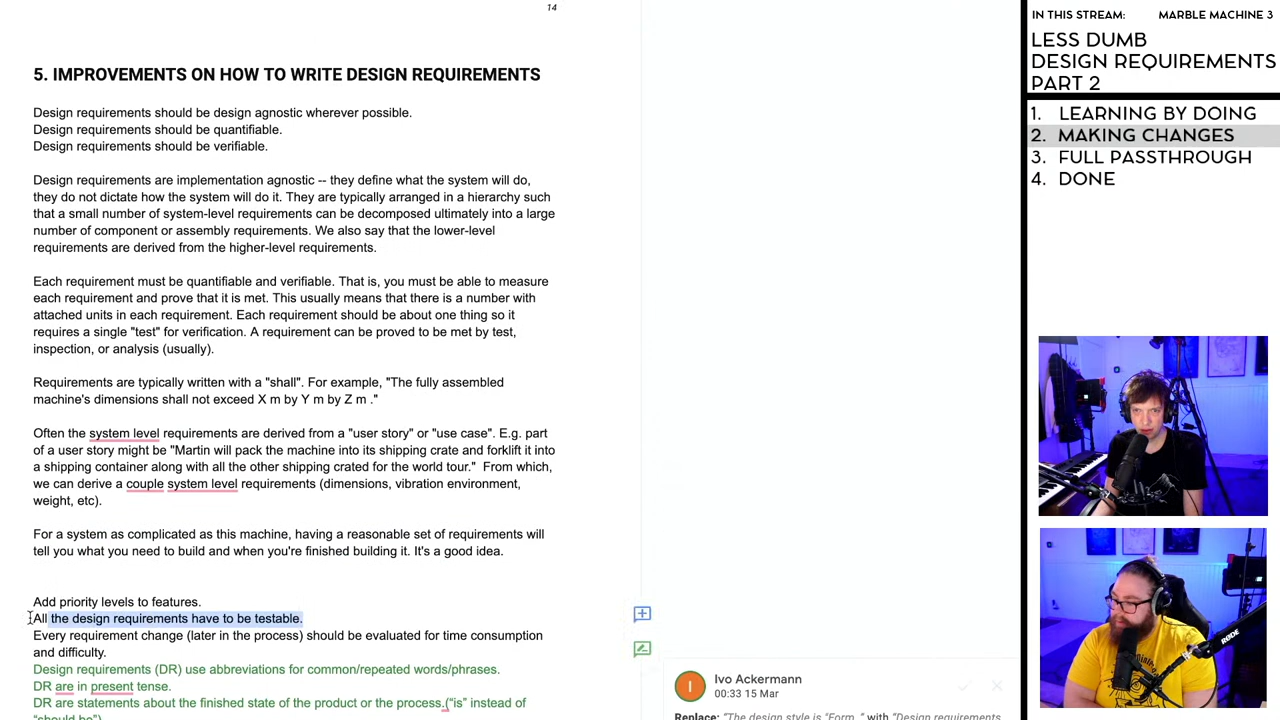 14
5. IMPROVEMENTS ON HOW TO WRITE DESIGN REQUIREMENTS
Design requirements should be design agnostic wherever possible.
Design requirements should be quantifiable.
Design requirements should be verifiable.
Design requirements are implementation agnostic -- they define what the system will do,
they do not dictate how the system will do it. They are typically arranged in a hierarchy such
that a small number of system-level requirements can be decomposed ultimately into a large
number of component or assembly requirements. We also say that the lower-level
requirements are derived from the higher-level requirements.
Each requirement must be quantifiable and verifiable. That is, you must be able to measure
each requirement and prove that it is met. This usually means that there is a number with
attached units in each requirement. Each requirement should be about one thing so it
requires a single "test" for verification. A requirement can be proved to be met by test,
inspection, or analysis (usually).
Requirements are typically written with a "shall". For example, "The fully assembled
machine's dimensions shall not exceed X m by Y m by Z m ."
Often the system level requirements are derived from a "user story" or "use case". E.g. part
of a user story might be "Martin will pack the machine into its shipping crate and forklift it into
a shipping container along with all the other shipping crated for the world tour."  From which,
we can derive a couple system level requirements (dimensions, vibration environment,
weight, etc).
For a system as complicated as this machine, having a reasonable set of requirements will
tell you what you need to build and when you're finished building it. It's a good idea.
Add priority levels to features.
All the design requirements have to be testable.
Every requirement change (later in the process) should be evaluated for time consumption
and difficulty.
Design requirements (DR) use abbreviations for common/repeated words/phrases.
DR are in present tense.
DR are statements about the finished state of the product or the process.("is" instead of
"should be")
I
Ivo Ackermann
00:33 15 Mar
Replace: "The design style is "Form " with "Design requirements
IN THIS STREAM: MARBLE MACHINE 3
LESS DUMB
DESIGN REQUIREMENTS
PART 2
1. LEARNING BY DOING
2. MAKING CHANGES
3. FULL PASSTHROUGH
4. DONE
RØDE